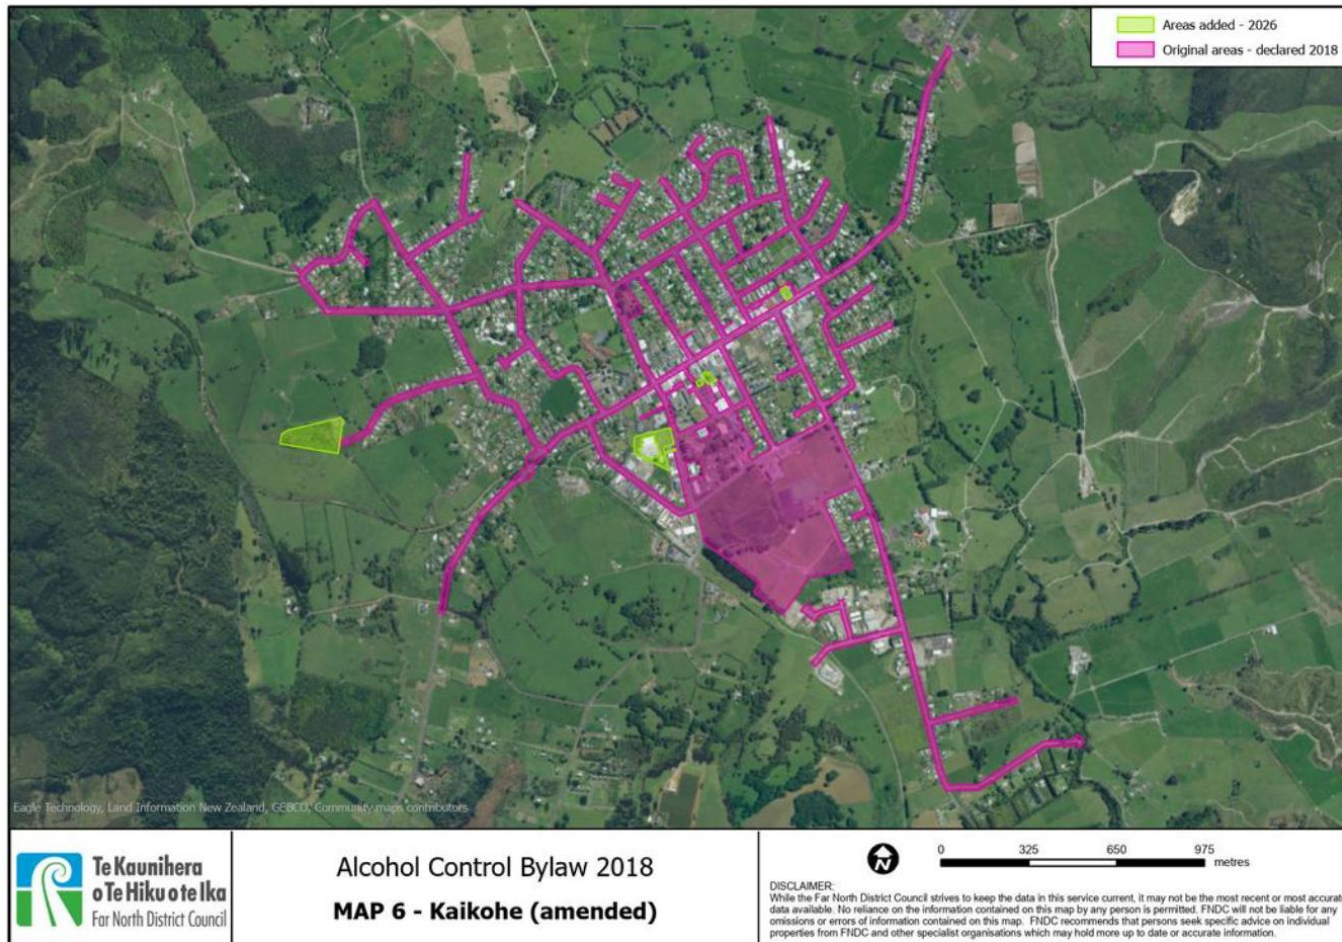 Areas added - 2026
Original areas - declared 2018
Eagle Technology, Land Information New Zealand, GEBCO, Community maps contributors
Te Kaunihera
o Te Hiku o te Ika
Far North District Council
Alcohol Control Bylaw 2018
MAP 6 - Kaikohe (amended)
N
0 325 650 975
metres
DISCLAIMER:
While the Far North District Council strives to keep the data in this service current, it may not be the most recent or most accurate
data available. No reliance on the information contained on this map by any person is permitted. FNDC will not be liable for any
omissions or errors of information contained on this map. FNDC recommends that persons seek specific advice on individual
properties from FNDC and other specialist organisations which may hold more up to date or accurate information.